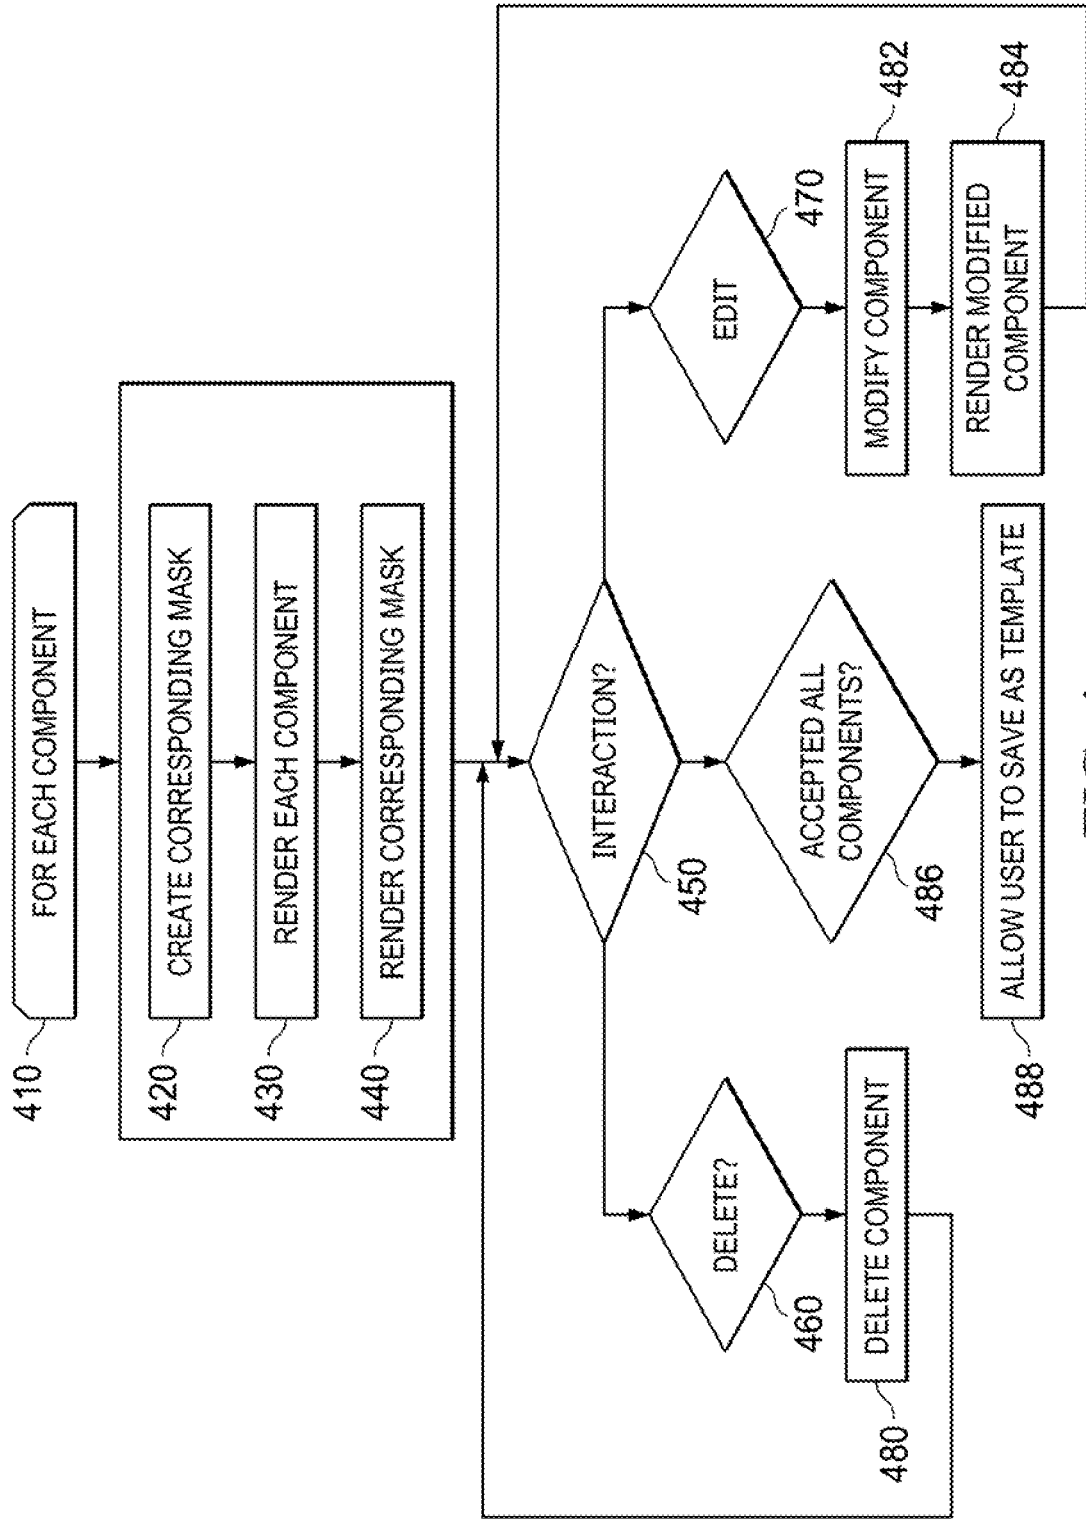 410
FOR EACH COMPONENT
420
CREATE CORRESPONDING MASK
430
RENDER EACH COMPONENT
440
RENDER CORRESPONDING MASK
INTERACTION?
450
DELETE?
460
EDIT
470
DELETE COMPONENT
480
ACCEPTED ALL
COMPONENTS?
486
MODIFY COMPONENT
482
RENDER MODIFIED
COMPONENT
484
ALLOW USER TO SAVE AS TEMPLATE
488